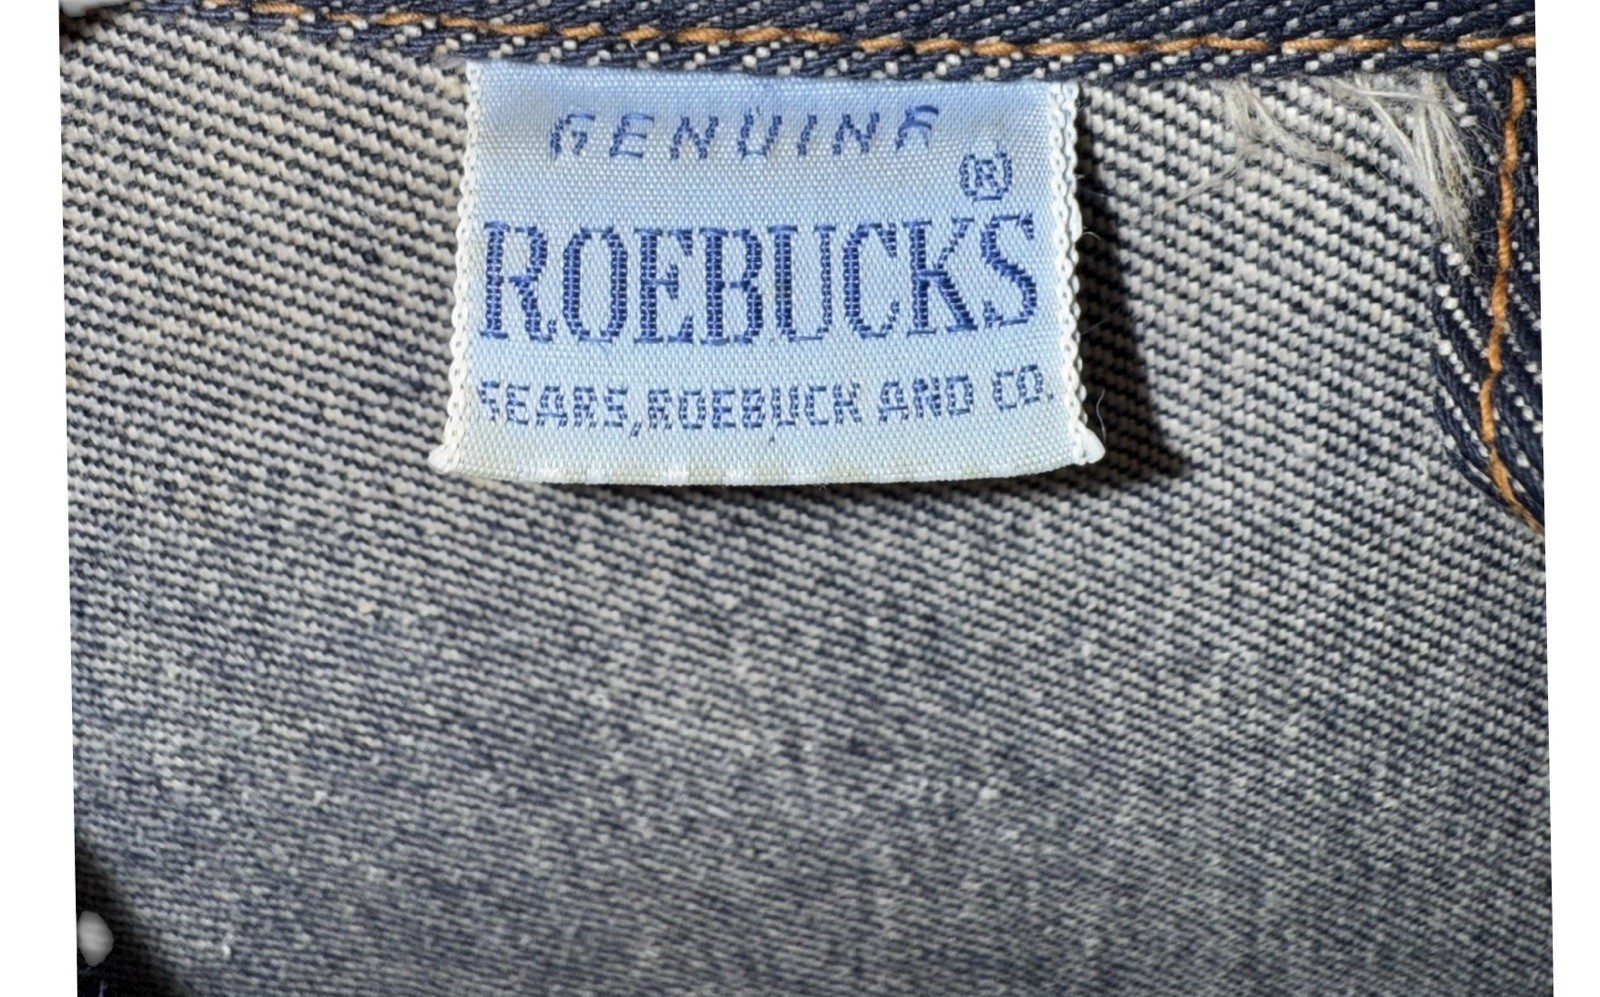 GENUINE
®
ROEBUCKS
SEARS,ROEBUCK AND CO